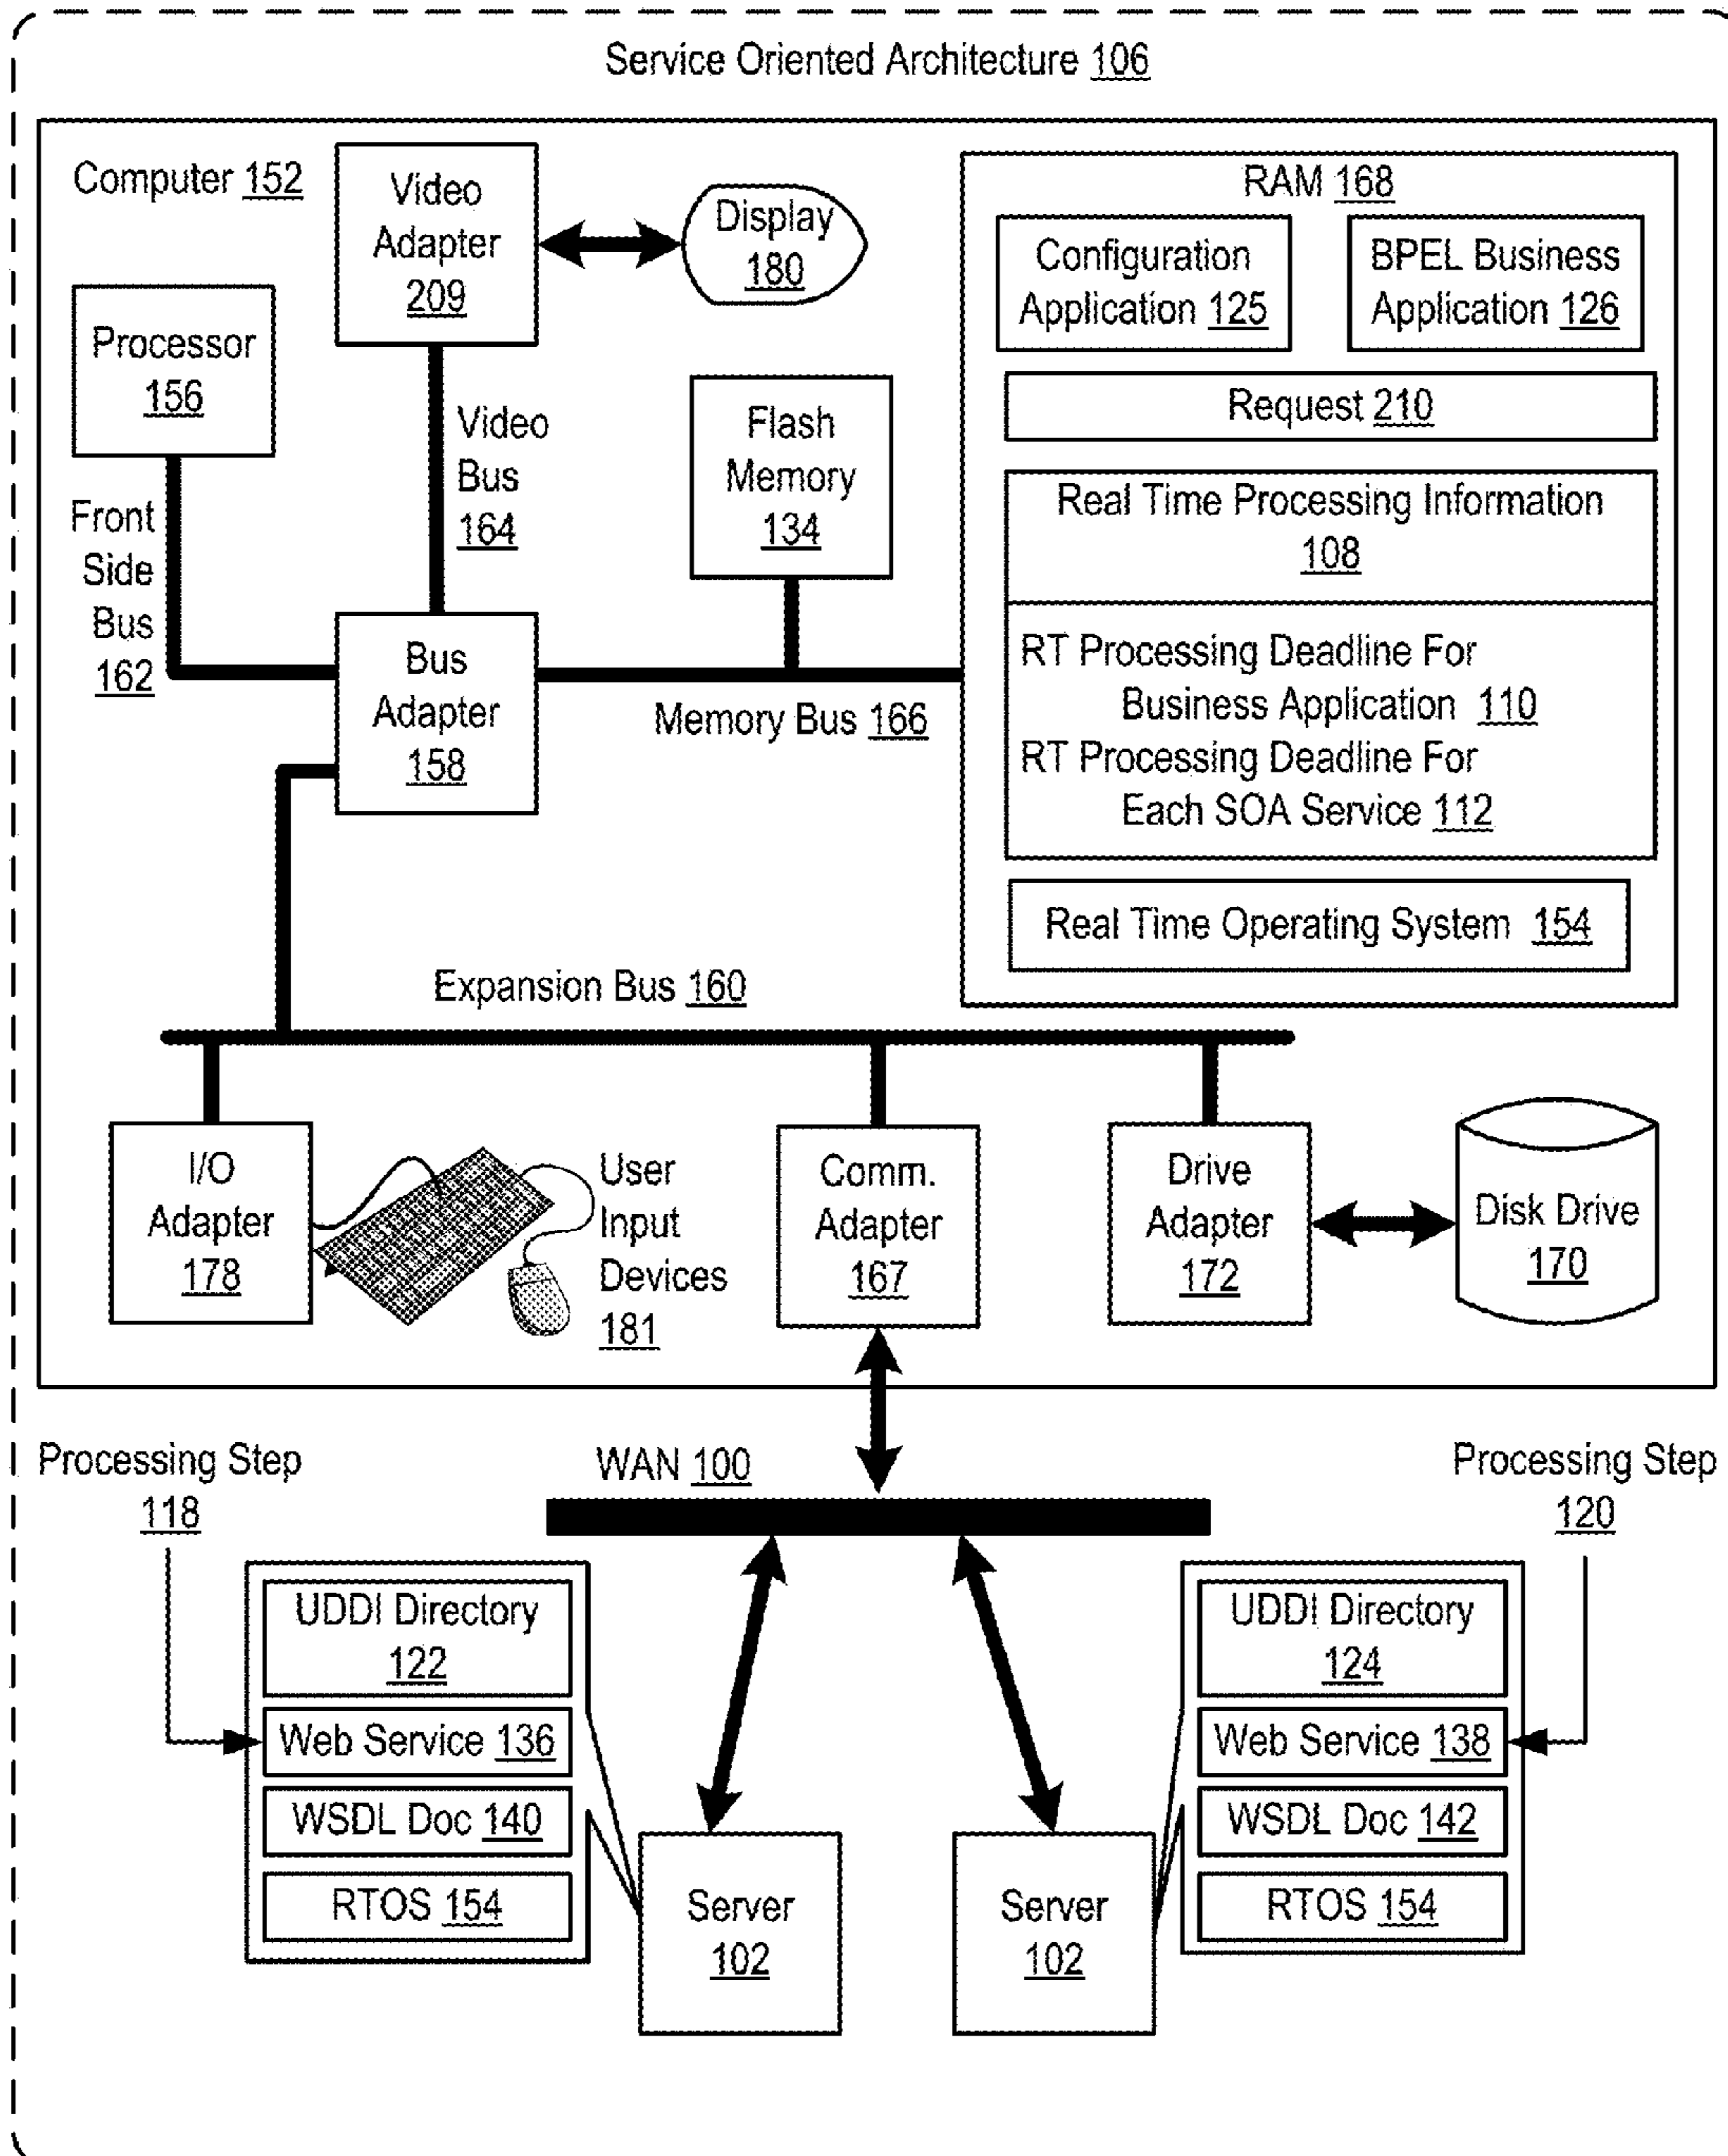 Service Oriented Architecture 106
Computer 152
Video
Adapter
209
Display
180
Processor
156
Front
Side
Bus
162
Video
Bus
164
Flash
Memory
134
Bus
Adapter
158
Memory Bus 166
RAM 168
Configuration
Application 125
BPEL Business
Application 126
Request 210
Real Time Processing Information
108
RT Processing Deadline For
Business Application 110
RT Processing Deadline For
Each SOA Service 112
Real Time Operating System 154
Expansion Bus 160
I/O
Adapter
178
User
Input
Devices
181
Comm.
Adapter
167
Drive
Adapter
172
Disk Drive
170
Processing Step
118
WAN 100
Processing Step
120
UDDI Directory
122
Web Service 136
WSDL Doc 140
RTOS 154
Server
102
Server
102
UDDI Directory
124
Web Service 138
WSDL Doc 142
RTOS 154